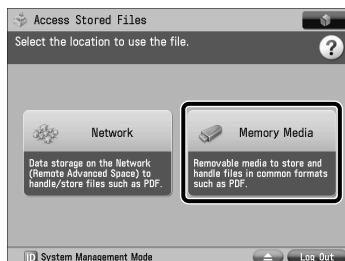 Access Stored Files
Select the location to use the file.
?
Network
Data storage on the Network
(Remote Advanced Space) to
handle/store files such as PDF.
Memory Media
Removable media to store and
handle files in common formats
such as PDF.
ID System Management Mode
Log Out